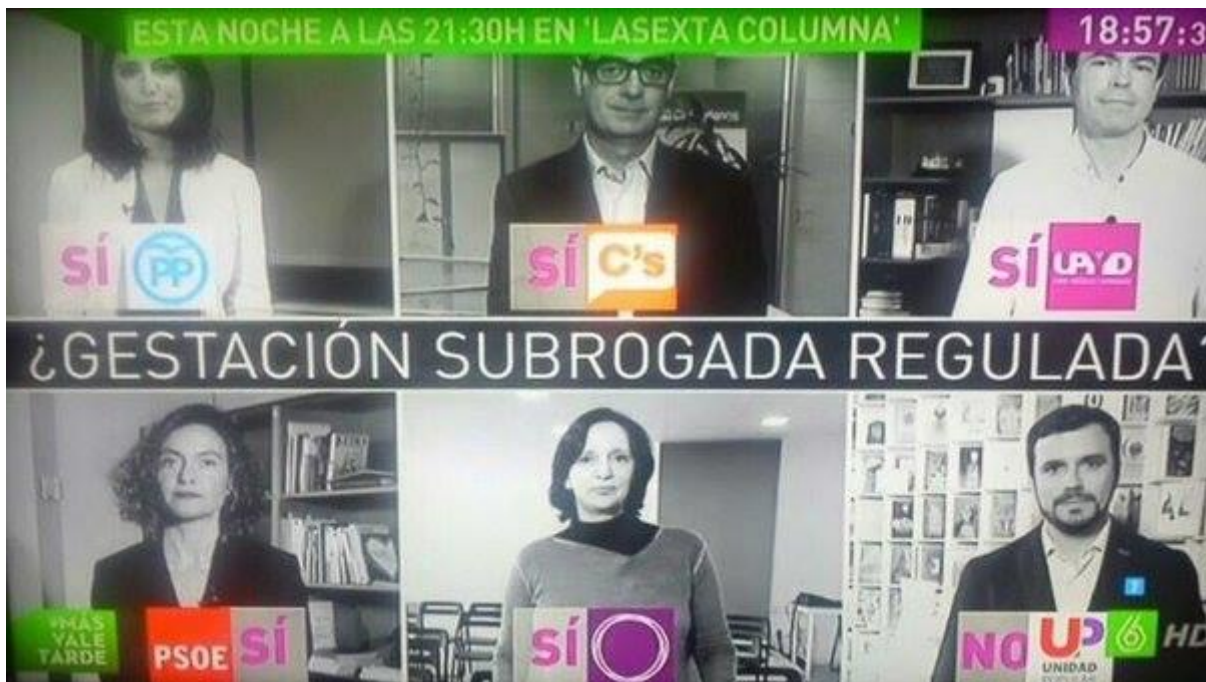 ESTA NOCHE A LAS 21:30H EN 'LASEXTA COLUMNA'
18:57:3
SÍ PP
SÍ C's
SÍ UPYD
¿GESTACIÓN SUBROGADA REGULADA?
#MÁS
VALE
TARDE
PSOE SÍ
SÍ
NO UP
UNIDAD
6 HD
7